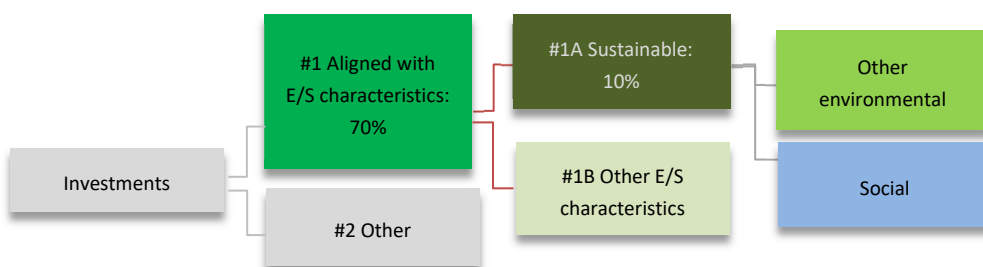 Investments
#1 Aligned with
E/S characteristics:
70%
#2 Other
#1A Sustainable:
10%
#1B Other E/S
characteristics
Other
environmental
Social